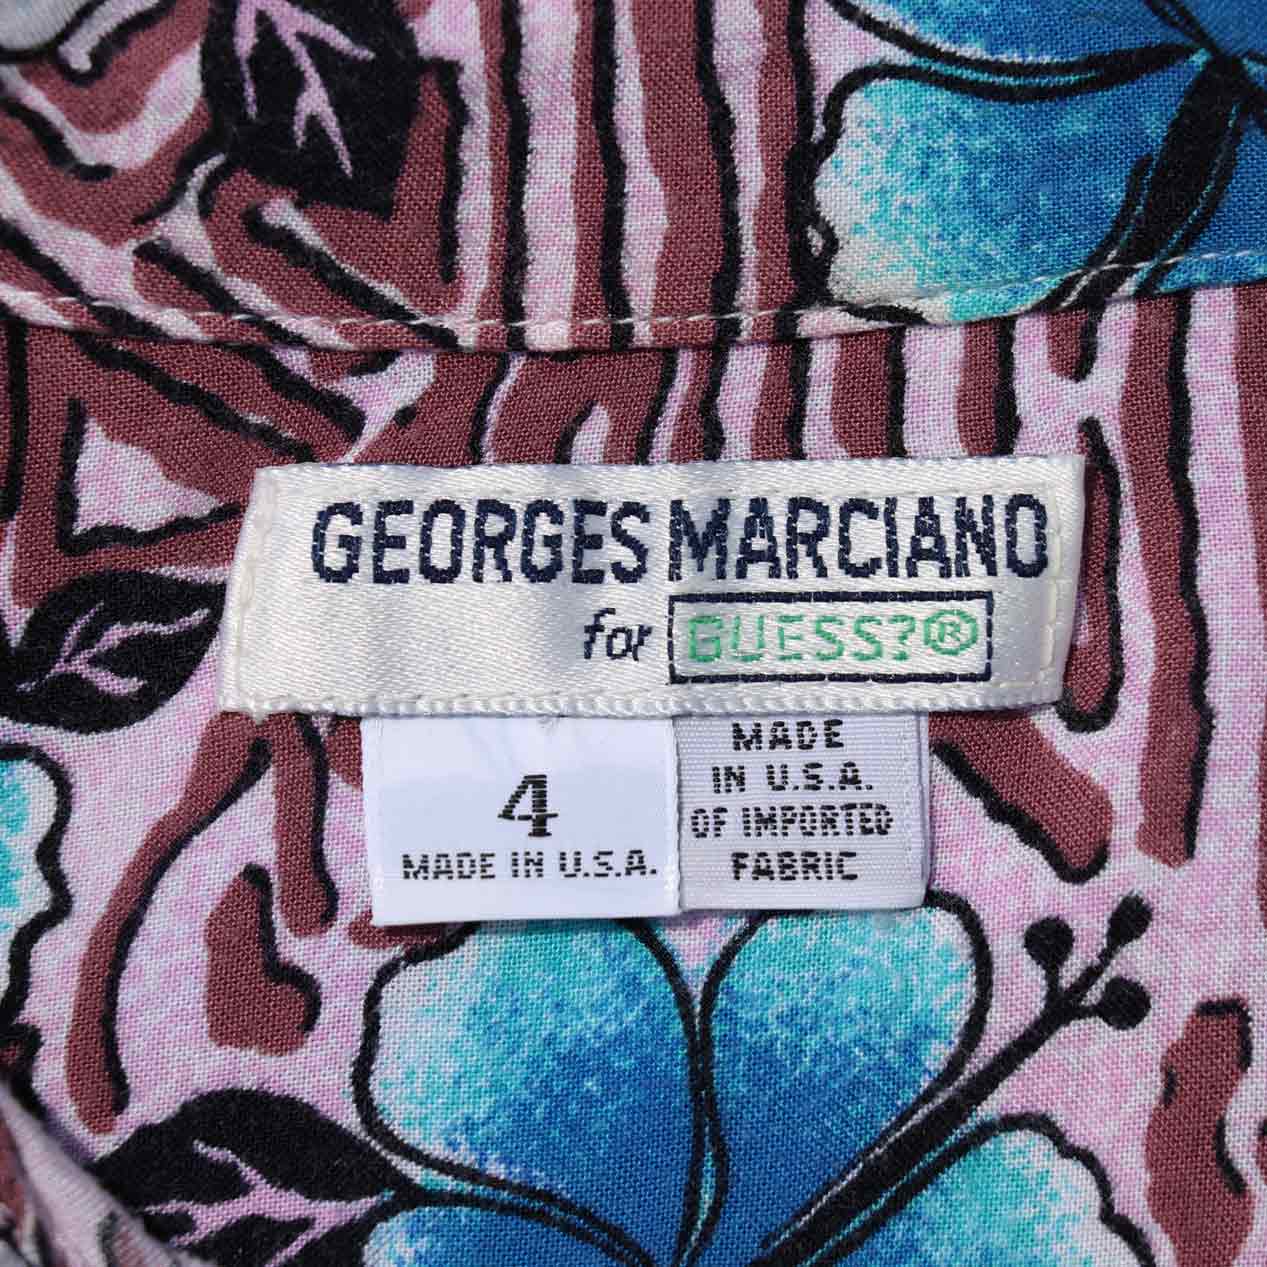 GEORGES MARCIANO
for GUESS?®
4
MADE IN U.S.A.
MADE
IN U.S.A.
OF IMPORTED
FABRIC